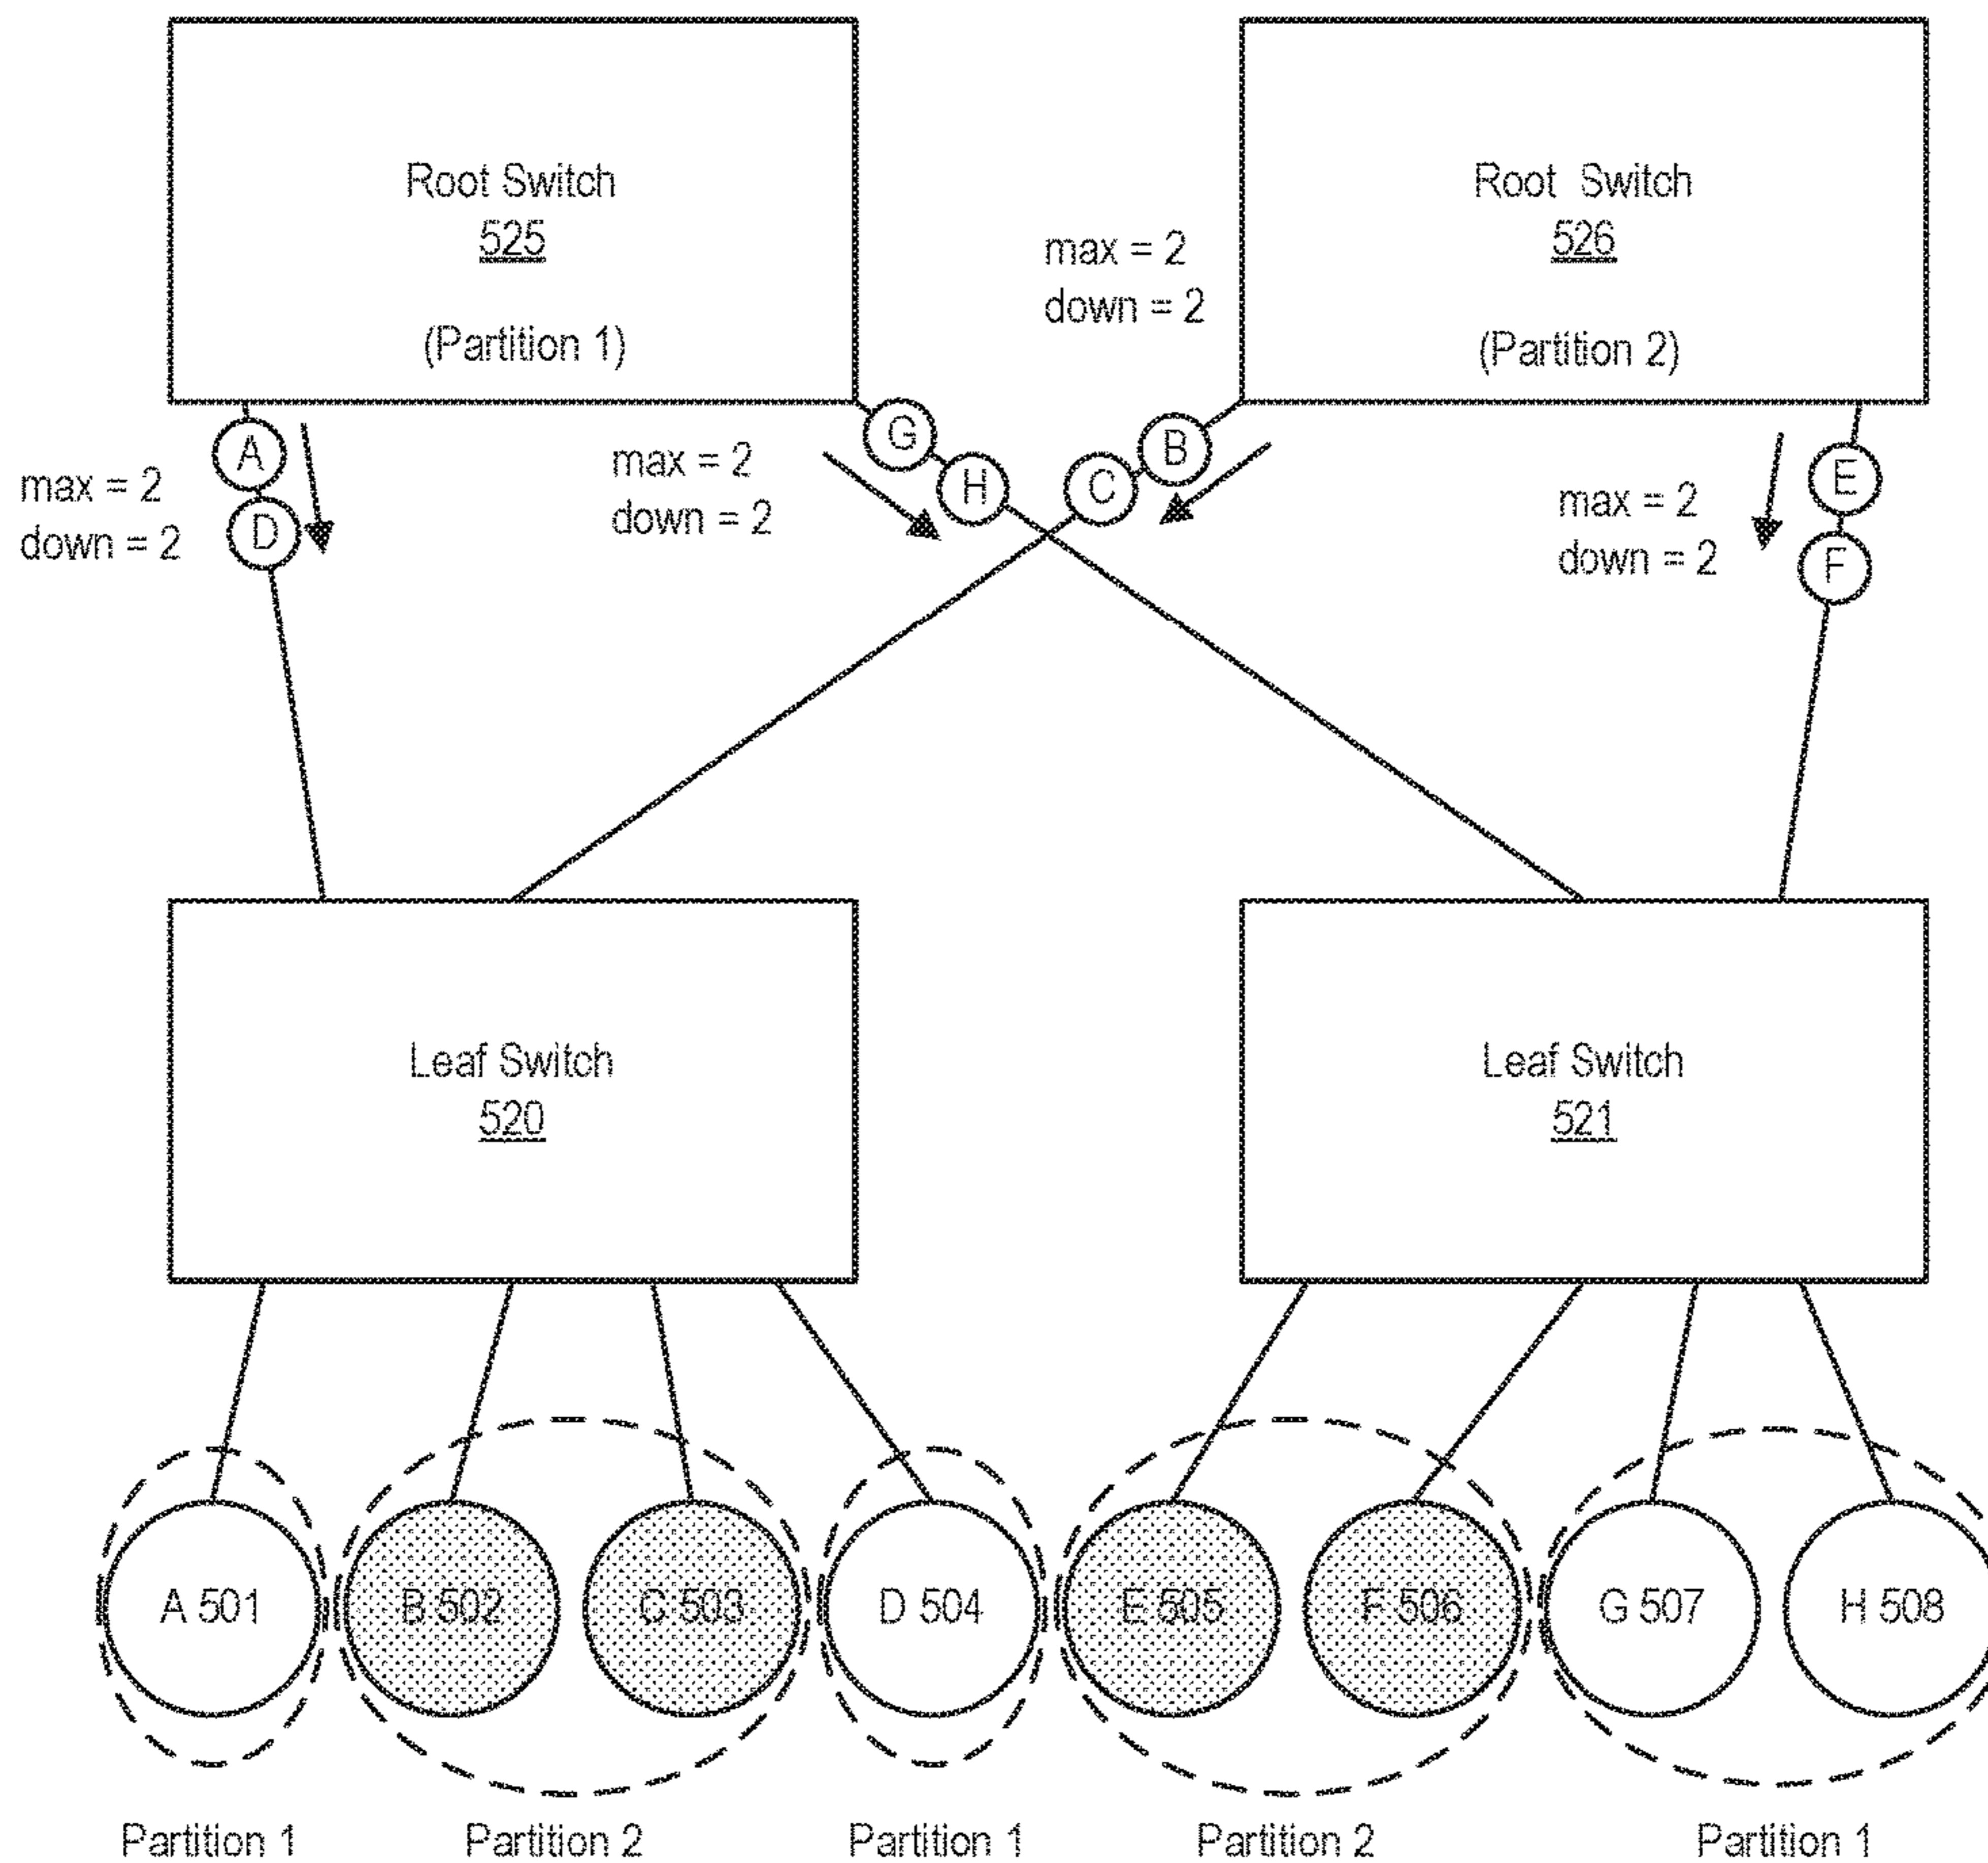 Root Switch
525
(Partition 1)
Root Switch
526
(Partition 2)
max = 2
down = 2
A
D
max = 2
down = 2
G
H
max = 2
down = 2
B
C
max = 2
down = 2
E
F
Leaf Switch
520
Leaf Switch
521
A 501
B 502
C 503
D 504
E 505
F 506
G 507
H 508
Partition 1
Partition 2
Partition 1
Partition 2
Partition 1